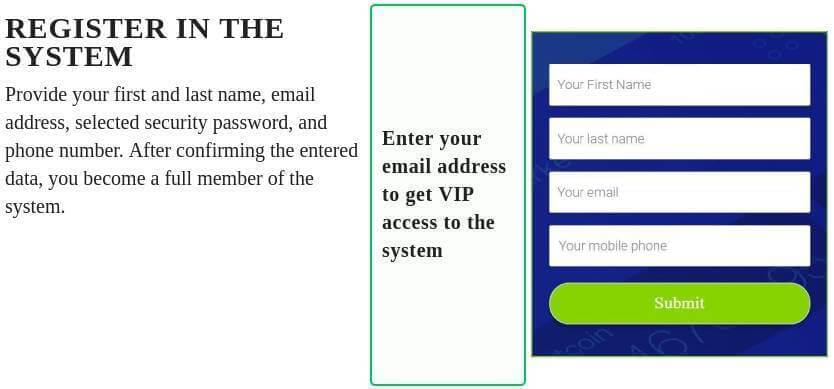 REGISTER IN THE
SYSTEM
Provide your first and last name, email
address, selected security password, and
phone number. After confirming the entered
data, you become a full member of the
system.
Enter your
email address
to get VIP
access to the
system
Your First Name
Your last name
Your email
Your mobile phone
Submit